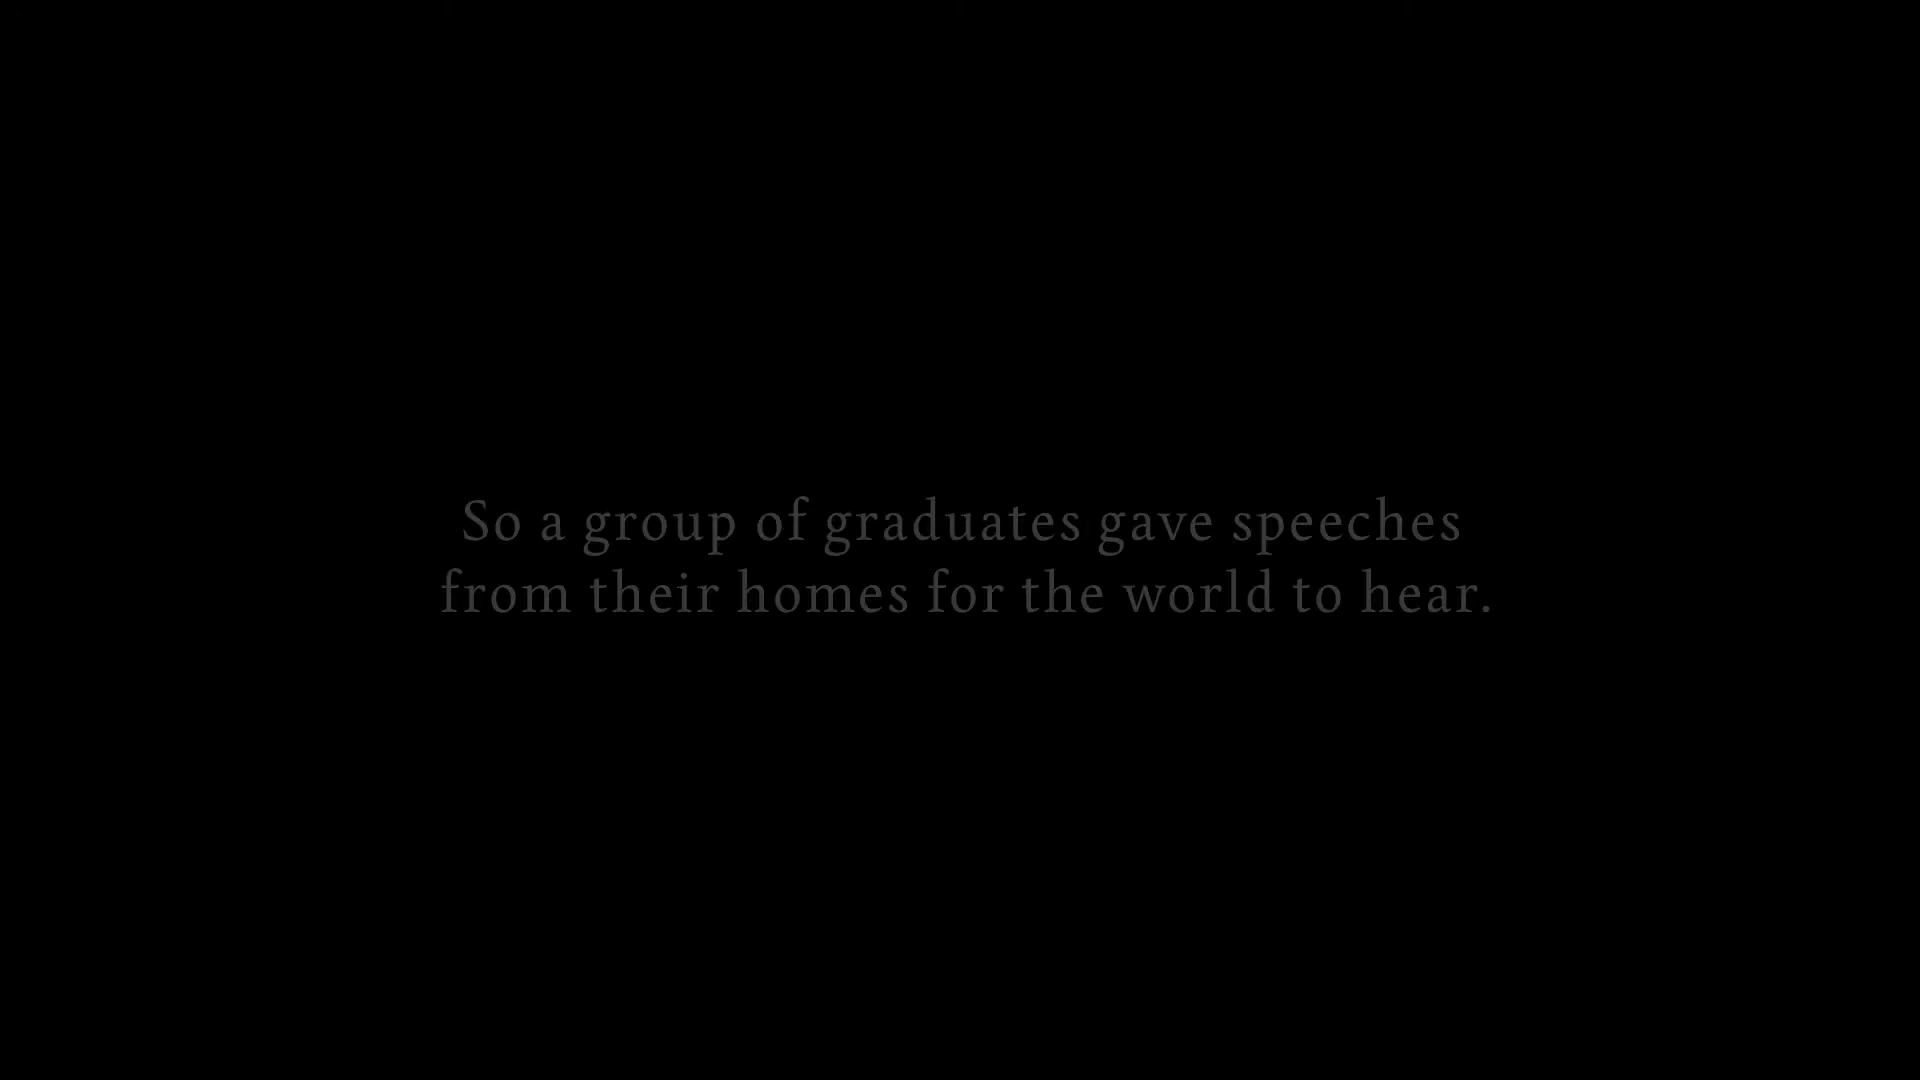 So a group of graduates gave speeches
from their homes for the world to hear.